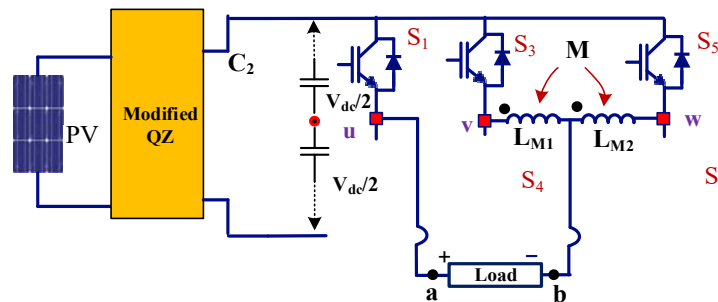 S1
S3
S5
M
C2
Vdc/2
Modified
QZ
PV
u
v
w
LM1
LM2
Vdc/2
S4
S
+
−
Load
a
b